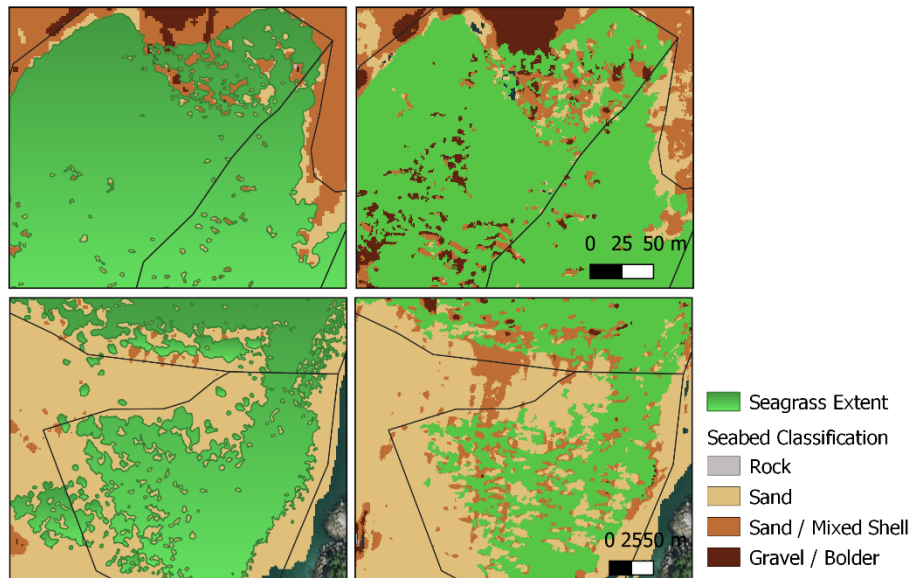 0 25 50 m
0 2550 m
Seagrass Extent
Seabed Classification
Rock
Sand
Sand / Mixed Shell
Gravel / Bolder